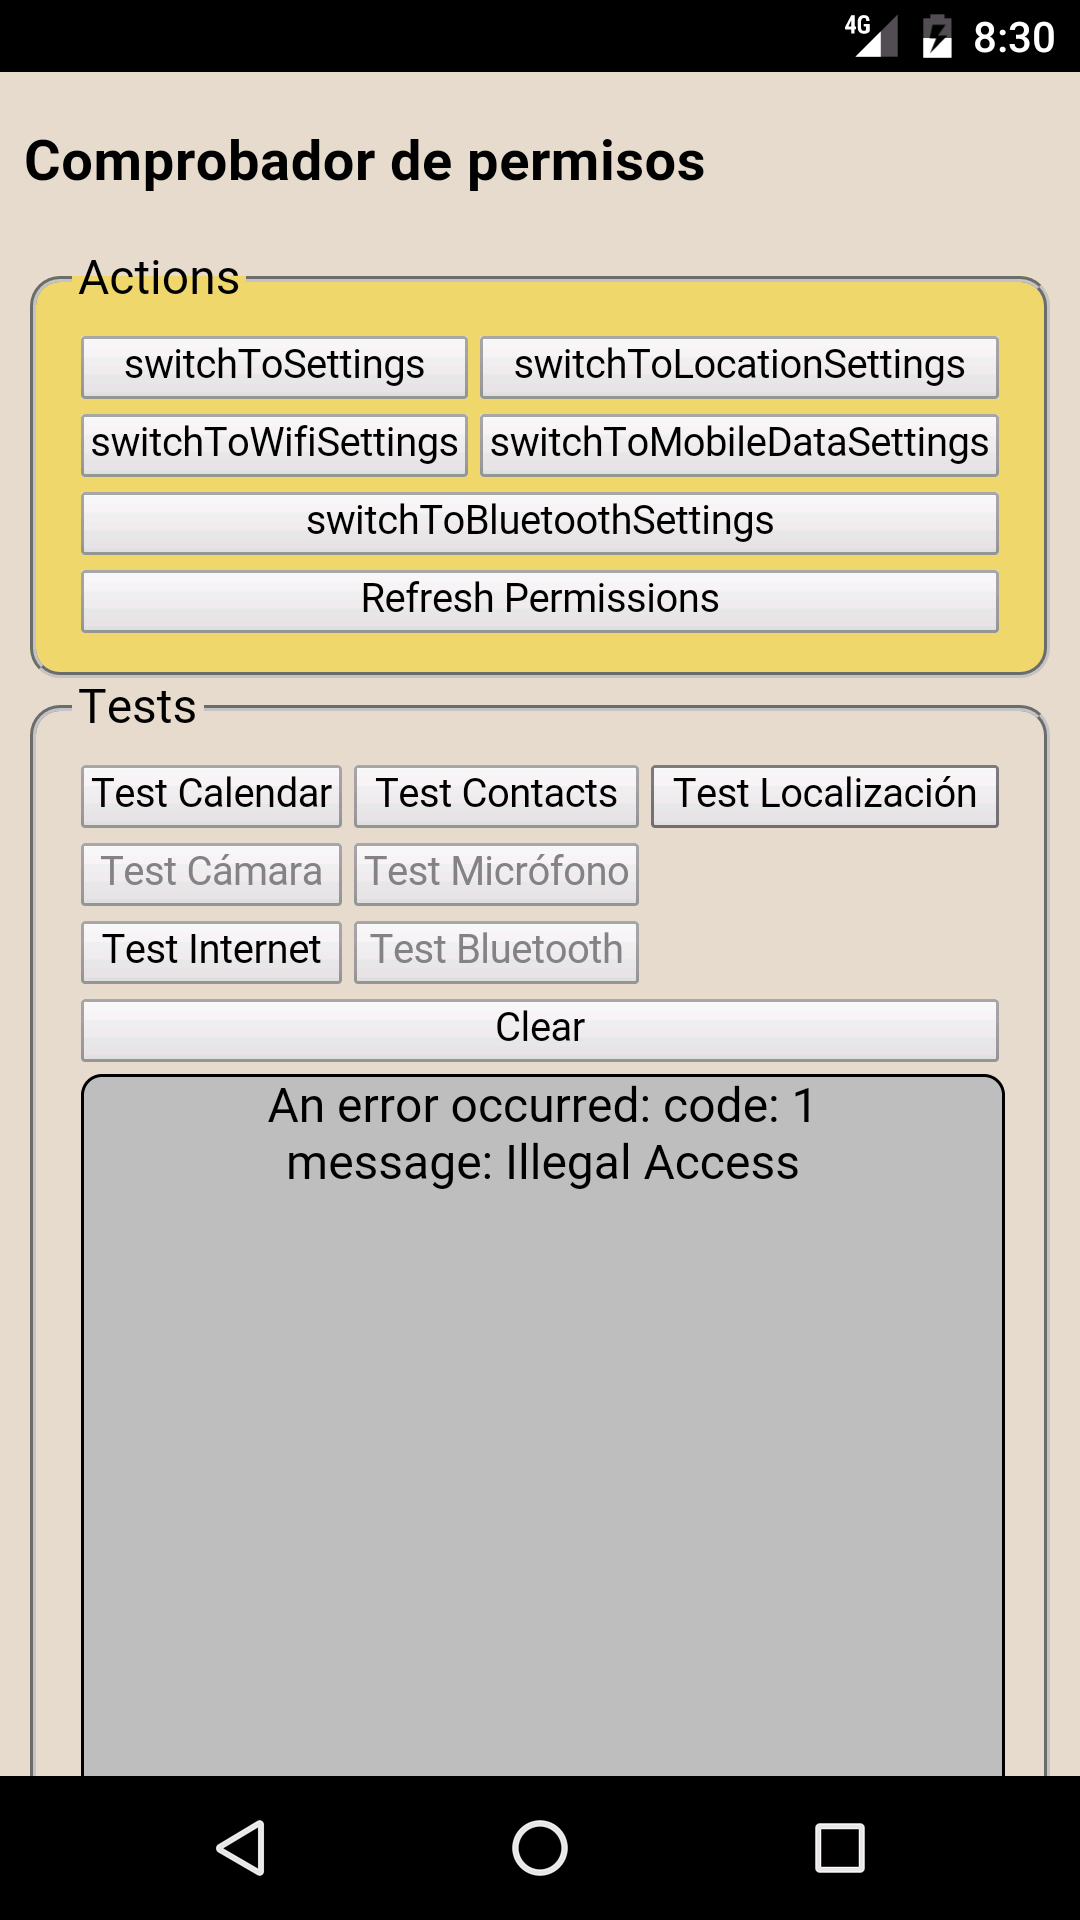 4G 8:30
Comprobador de permisos
Actions
switchToSettings switchToLocationSettings
switchToWifiSettings switchToMobileDataSettings
switchToBluetoothSettings
Refresh Permissions
Tests
Test Calendar Test Contacts Test Localización
Test Cámara Test Micrófono
Test Internet Test Bluetooth
Clear
An error occurred: code: 1
message: Illegal Access